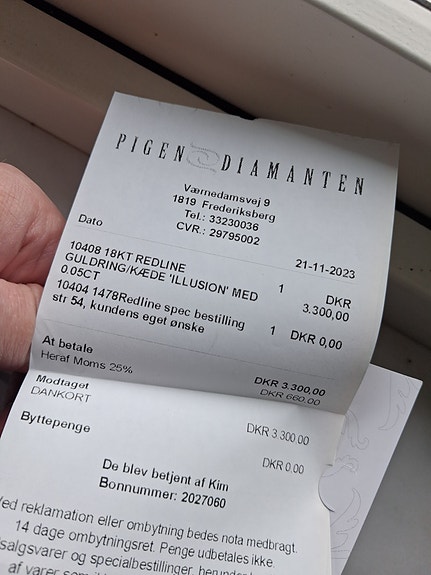 PIGEN DIAMANTEN
Værnedamsvej 9
1819 Frederiksberg
Tel.: 33230036
CVR.: 29795002
Dato 21-11-2023
10408 18KT REDLINE 1 DKR
GULDRING/KÆDE 'ILLUSION' MED 3.300,00
0.05CT
10404 1478Redline spec bestilling 1 DKR 0,00
str 54, kundens eget ønske
At betale DKR 3.300,00
Heraf Moms 25% DKR 660,00
Modtaget
DANKORT DKR 3.300,00
Byttepenge DKR 0,00
De blev betjent af Kim
Bonnummer: 2027060
Ved reklamation eller ombytning bedes nota medbragt.
14 dage ombytningsret. Penge udbetales ikke.
salgsvarer og specialbestillinger, herunder
af varer som